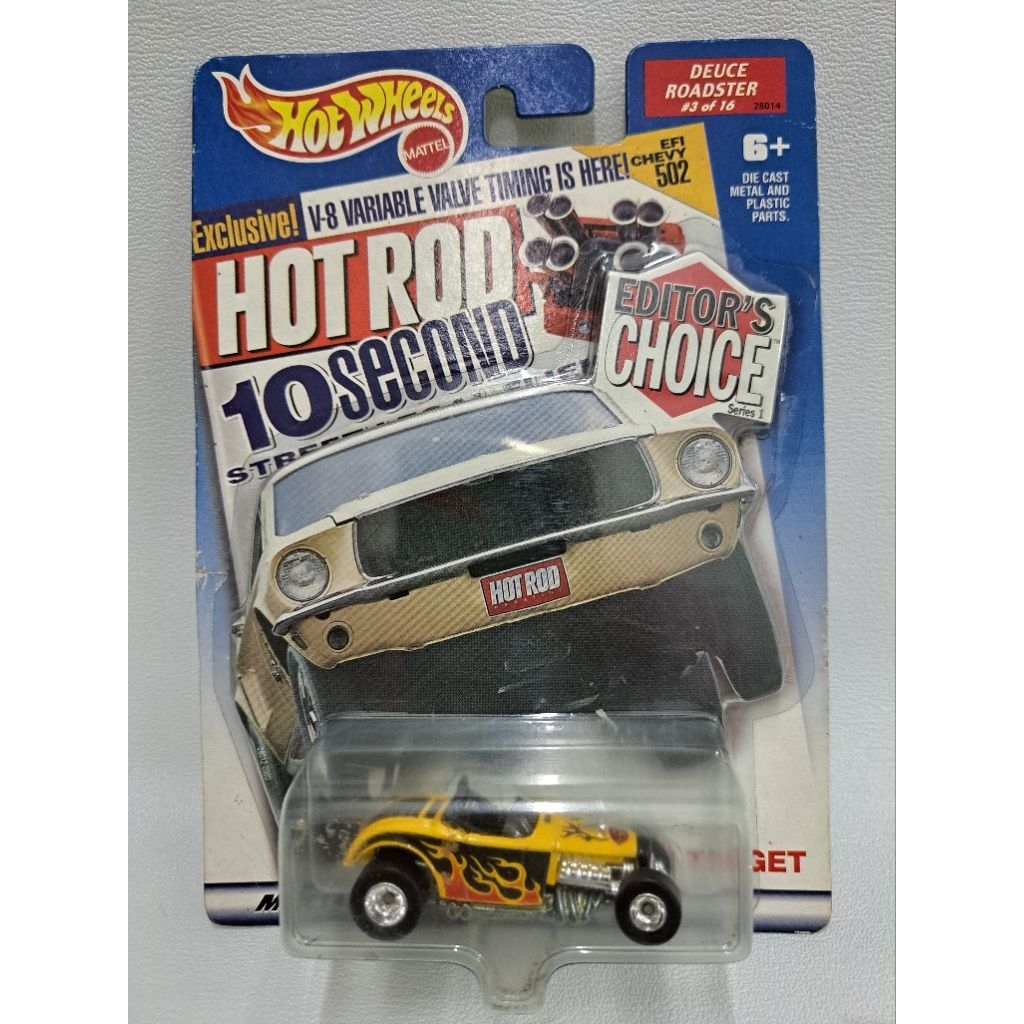 DEUCE
ROADSTER
#3 of 16
28014
HOT WHEELS
MATTEL
6+
DIE CAST
METAL AND
PLASTIC
PARTS.
EFI
CHEVY
502
Exclusive!
V-8 VARIABLE VALVE TIMING IS HERE!
HOT ROD
EDITOR'S
CHOICE™
Series 1
10 SECOND
HOT ROD